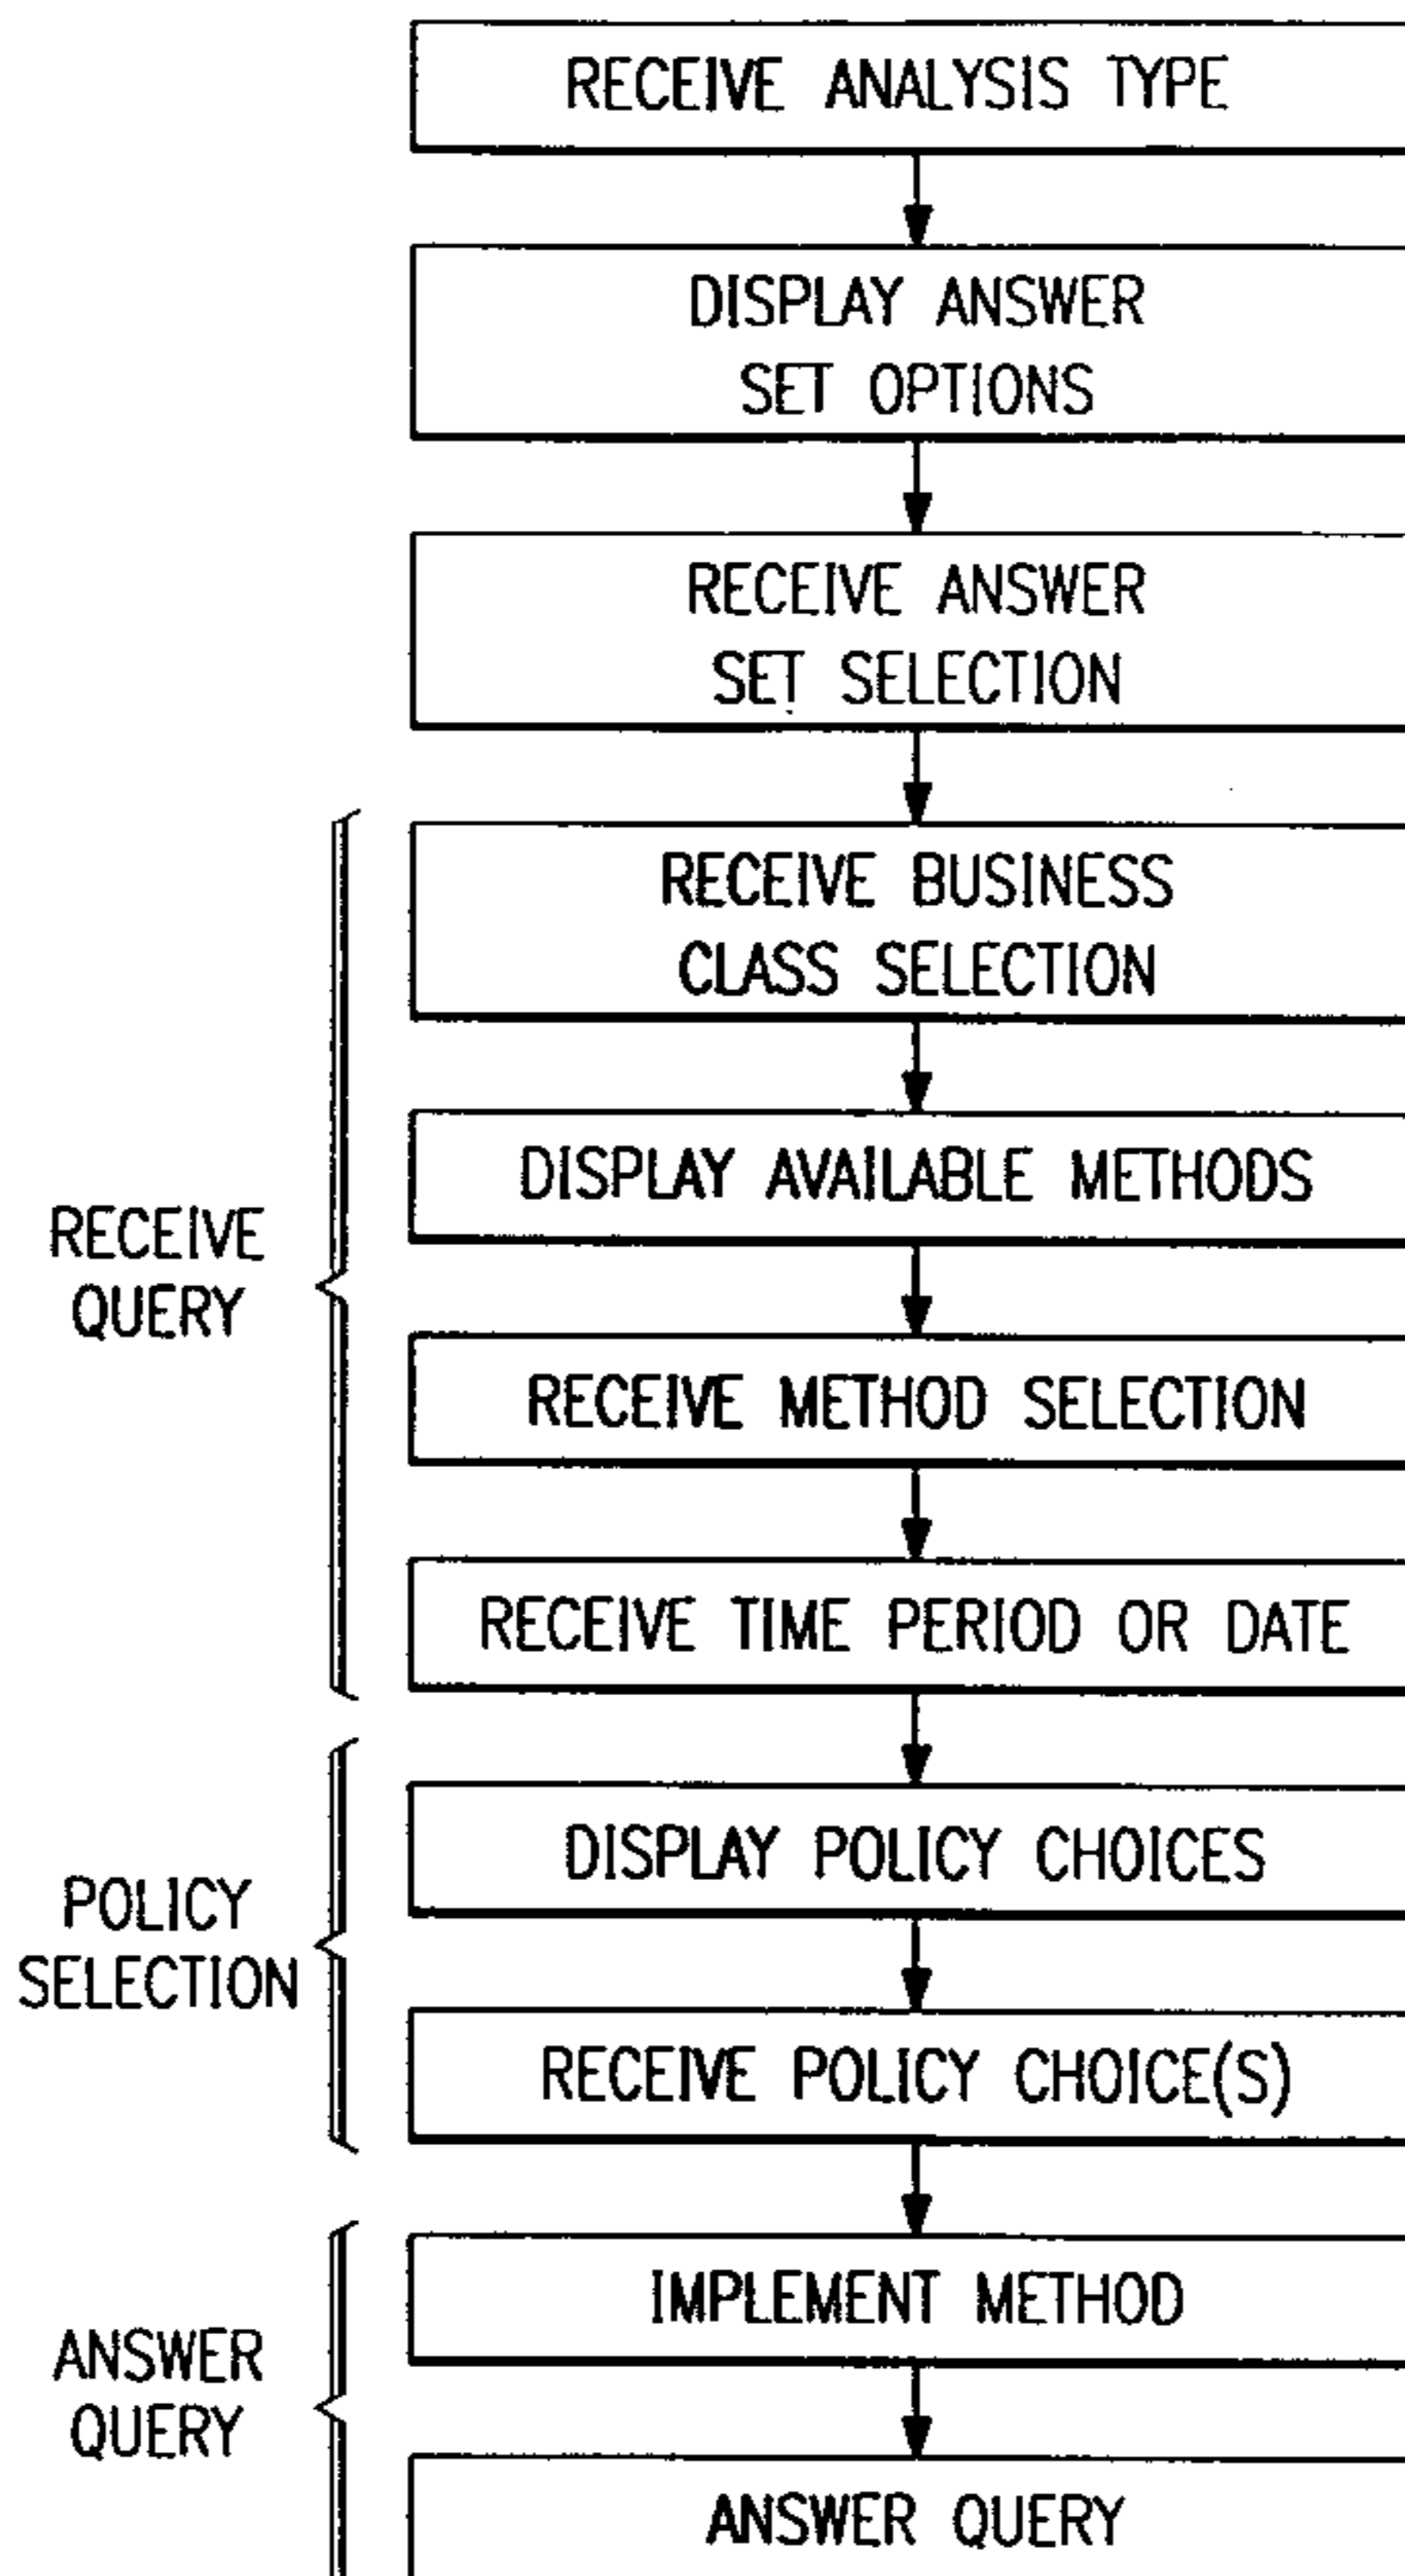 RECEIVE ANALYSIS TYPE
DISPLAY ANSWER
SET OPTIONS
RECEIVE ANSWER
SET SELECTION
RECEIVE BUSINESS
CLASS SELECTION
DISPLAY AVAILABLE METHODS
RECEIVE
QUERY
RECEIVE METHOD SELECTION
RECEIVE TIME PERIOD OR DATE
DISPLAY POLICY CHOICES
POLICY
SELECTION
RECEIVE POLICY CHOICE(S)
IMPLEMENT METHOD
ANSWER
QUERY
ANSWER QUERY